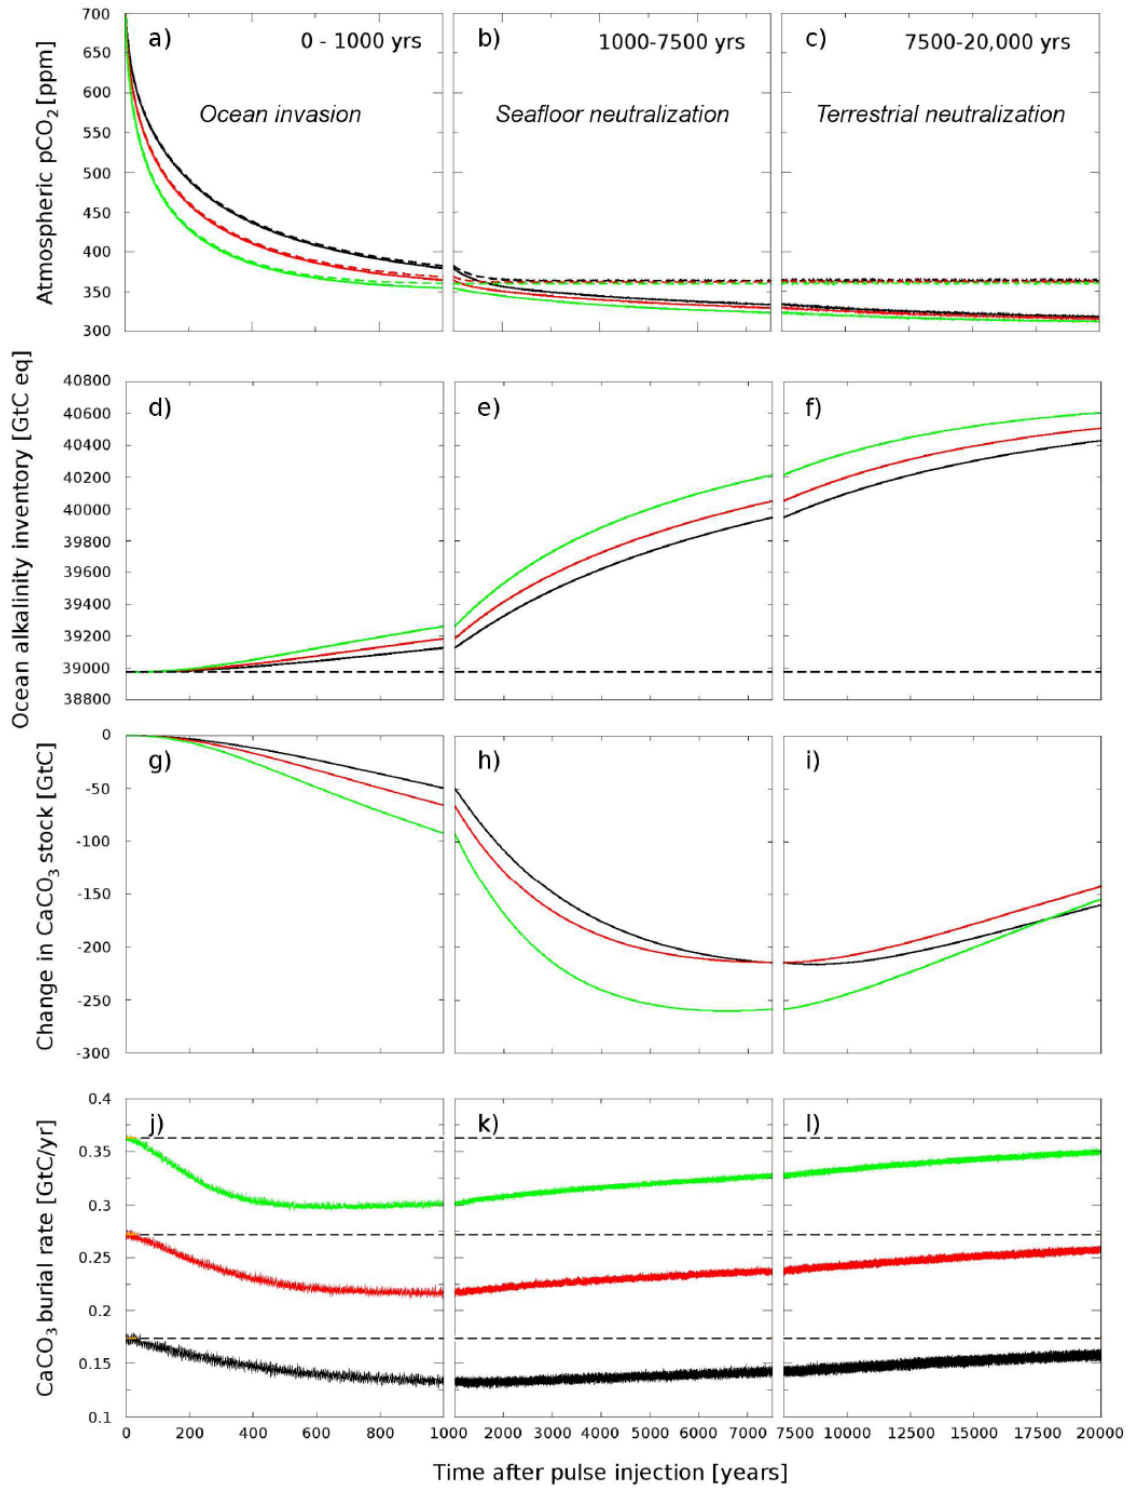 a) 0 - 1000 yrs
b) 1000-7500 yrs
c) 7500-20,000 yrs
Ocean invasion
Seafloor neutralization
Terrestrial neutralization
Atmospheric pCO2 [ppm]
700
650
600
550
500
450
400
350
300
d)
e)
f)
Ocean alkalinity inventory [GtC eq]
40800
40600
40400
40200
40000
39800
39600
39400
39200
39000
38800
g)
h)
i)
Change in CaCO3 stock [GtC]
0
-50
-100
-150
-200
-250
-300
j)
k)
l)
CaCO3 burial rate [GtC/yr]
0.4
0.35
0.3
0.25
0.2
0.15
0.1
0 200 400 600 800 1000 2000 3000 4000 5000 6000 7000 7500 10000 12500 15000 17500 20000
Time after pulse injection [years]